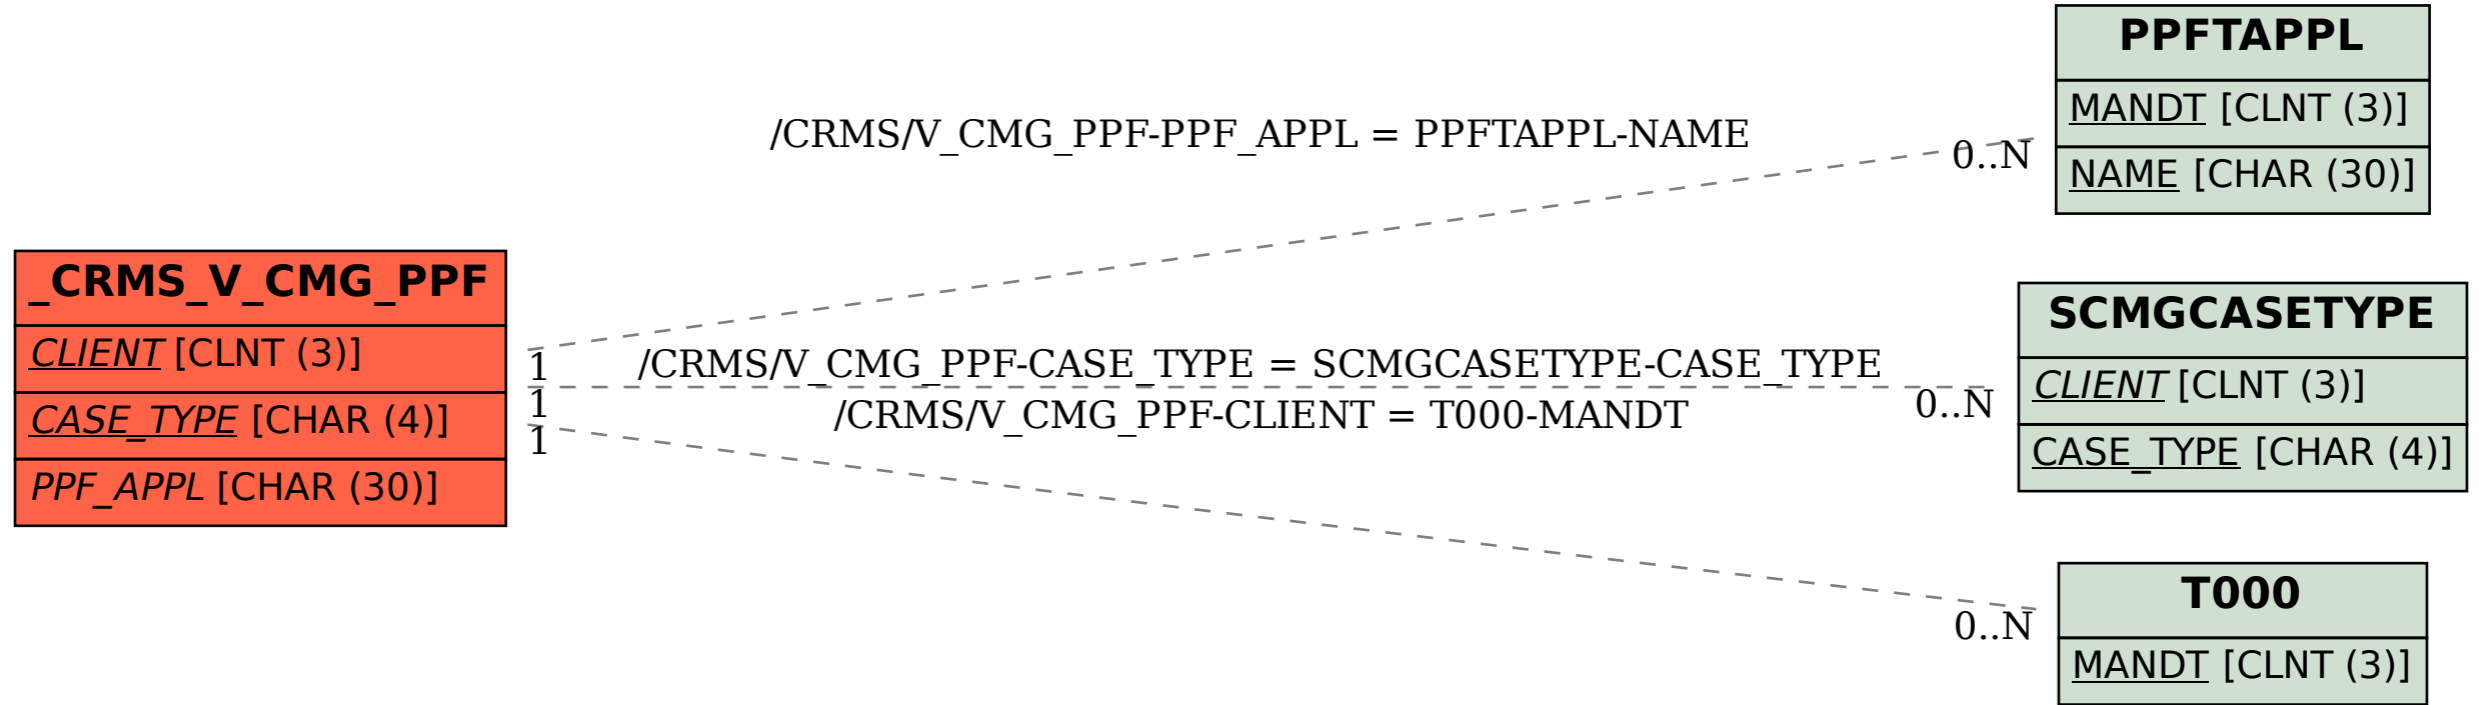 PPFTAPPL
MANDT [CLNT (3)]
NAME [CHAR (30)]
/CRMS/V_CMG_PPF-PPF_APPL = PPFTAPPL-NAME
0..N
_CRMS_V_CMG_PPF
CLIENT [CLNT (3)]
CASE_TYPE [CHAR (4)]
PPF_APPL [CHAR (30)]
1
/CRMS/V_CMG_PPF-CASE_TYPE = SCMGCASETYPE-CASE_TYPE
1
0..N
/CRMS/V_CMG_PPF-CLIENT = T000-MANDT
1
SCMGCASETYPE
CLIENT [CLNT (3)]
CASE_TYPE [CHAR (4)]
0..N
T000
MANDT [CLNT (3)]